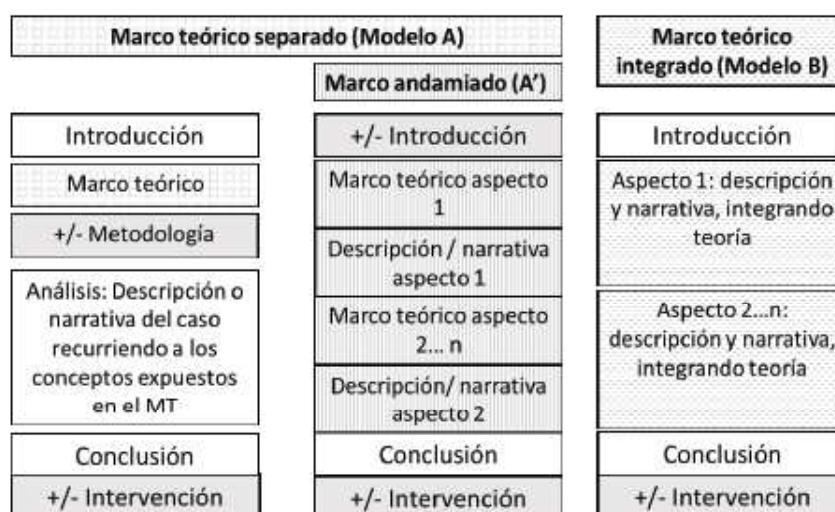 Marco teórico separado (Modelo A)
Marco andamiado (A')
Introducción
Marco teórico
+/- Metodología
Análisis: Descripción o
narrativa del caso
recurriendo a los
conceptos expuestos
en el MT
Conclusión
+/- Intervención
+/- Introducción
Marco teórico aspecto
1
Descripción / narrativa
aspecto 1
Marco teórico aspecto
2... n
Descripción/ narrativa
aspecto 2
Conclusión
+/- Intervención
Marco teórico
integrado (Modelo B)
Introducción
Aspecto 1: descripción
y narrativa, integrando
teoría
Aspecto 2...n:
descripción y narrativa,
integrando teoría
Conclusión
+/- Intervención